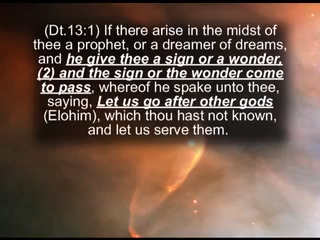 (Dt.13:1) If there arise in the midst of
thee a prophet, or a dreamer of dreams,
and he give thee a sign or a wonder,
(2) and the sign or the wonder come
to pass, whereof he spake unto thee,
saying, Let us go after other gods
(Elohim), which thou hast not known,
and let us serve them.